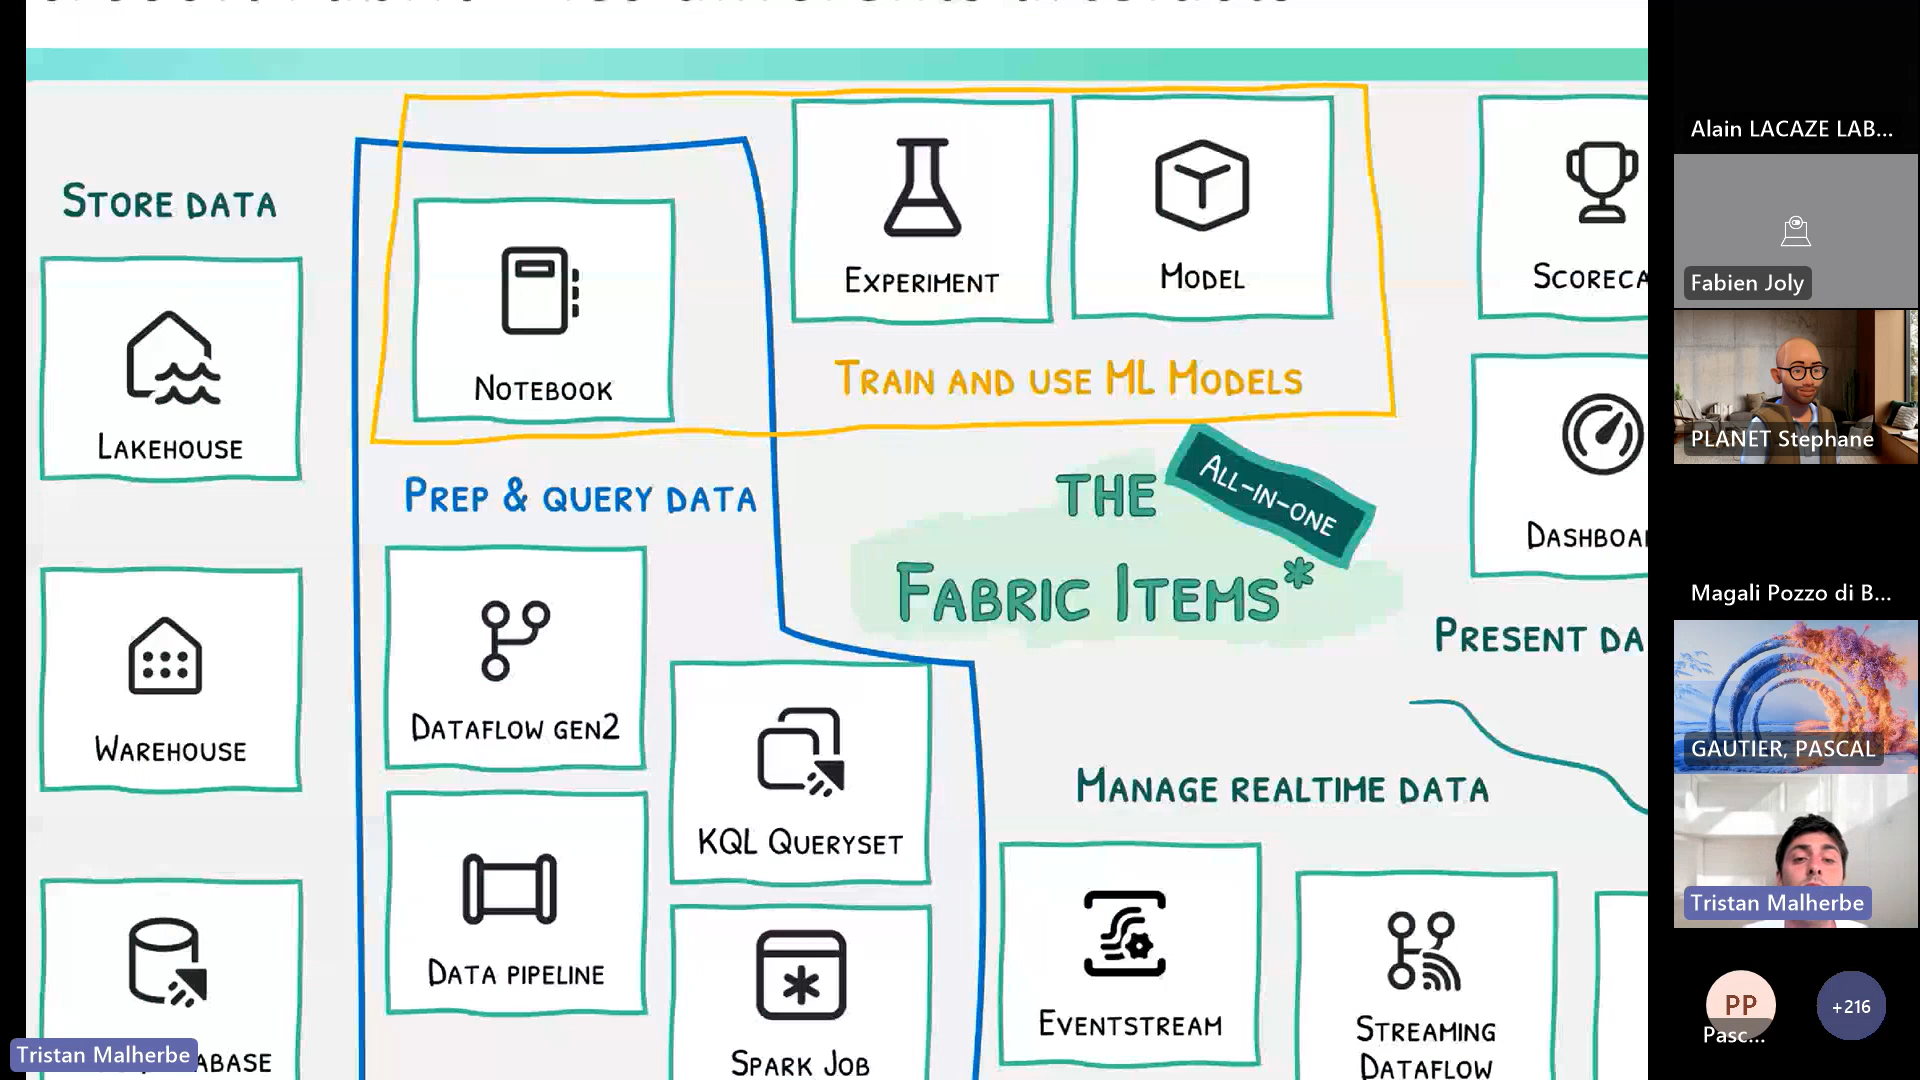 STORE DATA
LAKEHOUSE
WAREHOUSE
ABASE
NOTEBOOK
PREP & QUERY DATA
DATAFLOW GEN2
DATA PIPELINE
KQL QUERYSET
SPARK JOB
EXPERIMENT
MODEL
TRAIN AND USE ML MODELS
THE
ALL-IN-ONE
FABRIC ITEMS*
MANAGE REALTIME DATA
EVENTSTREAM
STREAMING
DATAFLOW
SCORECA
DASHBOA
PRESENT DA
Tristan Malherbe
Alain LACAZE LAB...
Fabien Joly
PLANET Stephane
Magali Pozzo di B...
GAUTIER, PASCAL
Tristan Malherbe
PP
Pasc...
+216